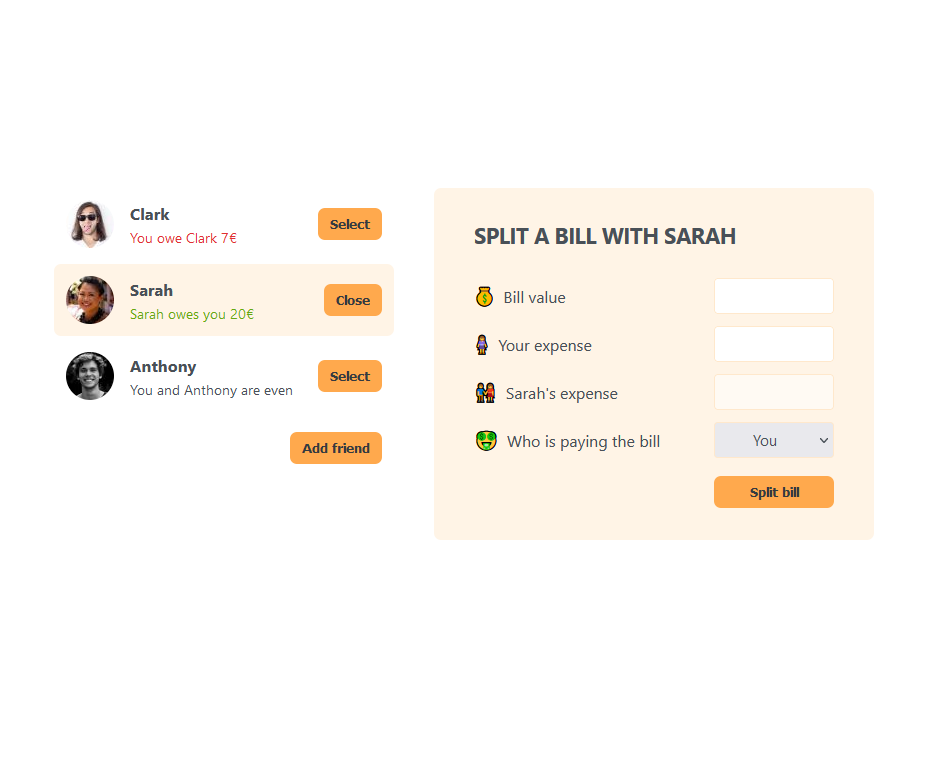 Clark
You owe Clark 7€
Select
Sarah
Sarah owes you 20€
Close
Anthony
You and Anthony are even
Select
Add friend
SPLIT A BILL WITH SARAH
Bill value
Your expense
Sarah's expense
Who is paying the bill
You
Split bill